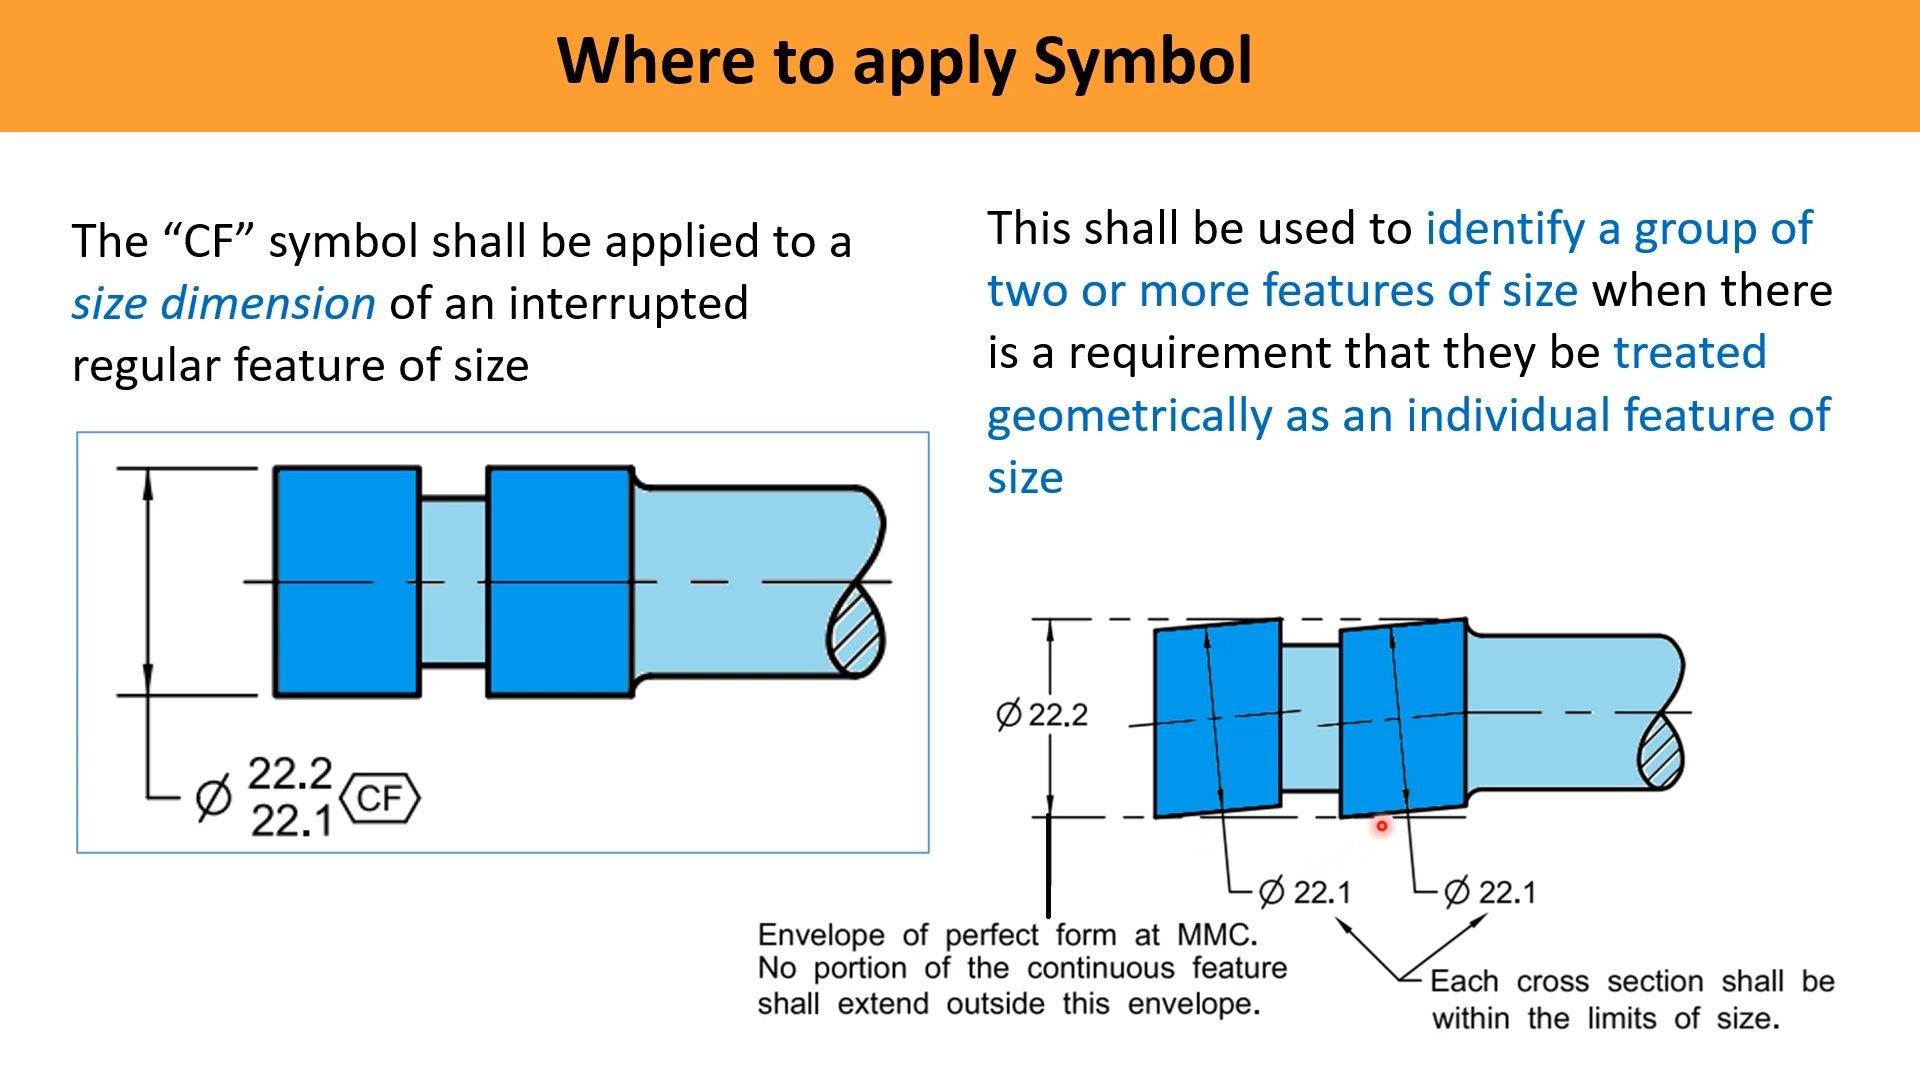 Where to apply Symbol
The “CF” symbol shall be applied to a
size dimension of an interrupted
regular feature of size
This shall be used to identify a group of
two or more features of size when there
is a requirement that they be treated
geometrically as an individual feature of
size
Ø 22.2
22.1 CF
Ø 22.2
Ø 22.1
Ø 22.1
Envelope of perfect form at MMC.
No portion of the continuous feature
shall extend outside this envelope.
Each cross section shall be
within the limits of size.